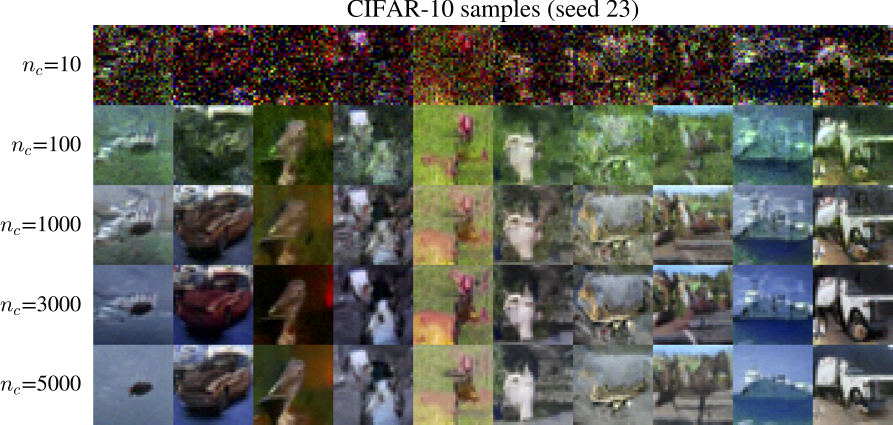 CIFAR-10 samples (seed 23)
n_c=10
n_c=100
n_c=1000
n_c=3000
n_c=5000